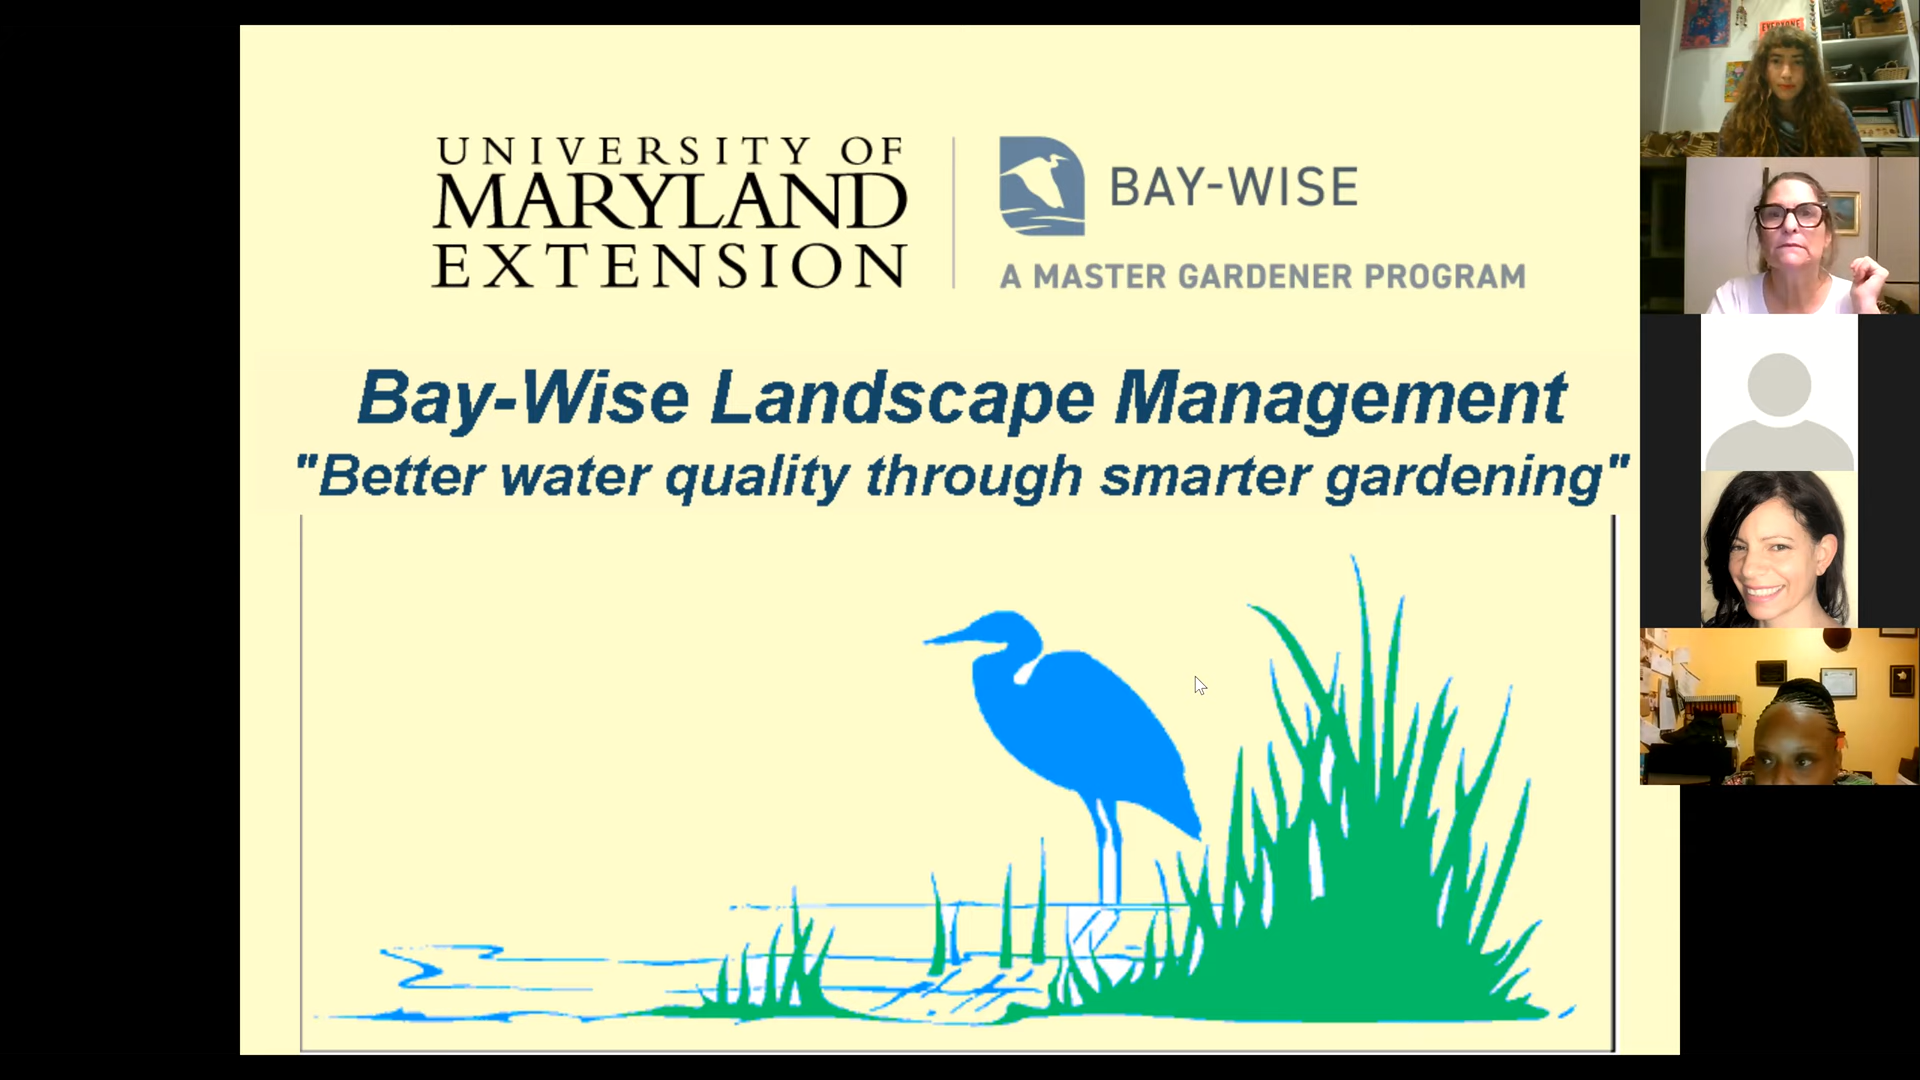 UNIVERSITY OF
MARYLAND
EXTENSION
BAY-WISE
A MASTER GARDENER PROGRAM
Bay-Wise Landscape Management
"Better water quality through smarter gardening"